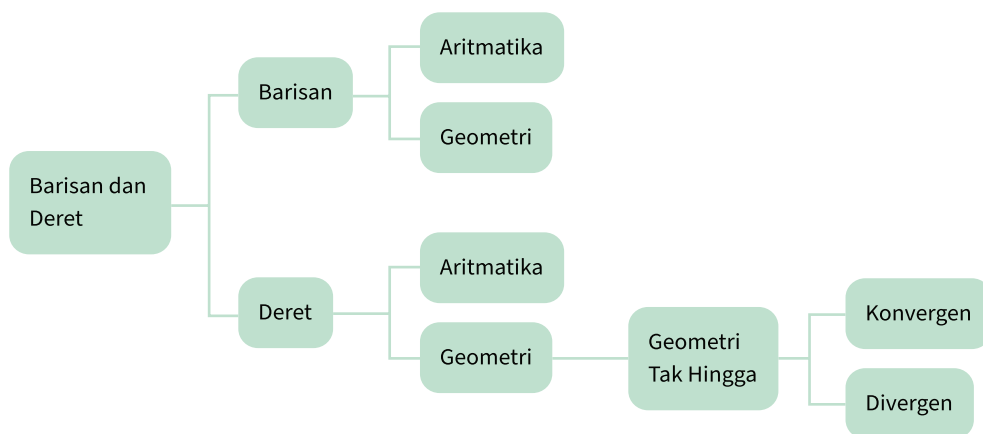 Barisan dan
Deret
Barisan
Aritmatika
Geometri
Deret
Aritmatika
Geometri
Geometri
Tak Hingga
Konvergen
Divergen